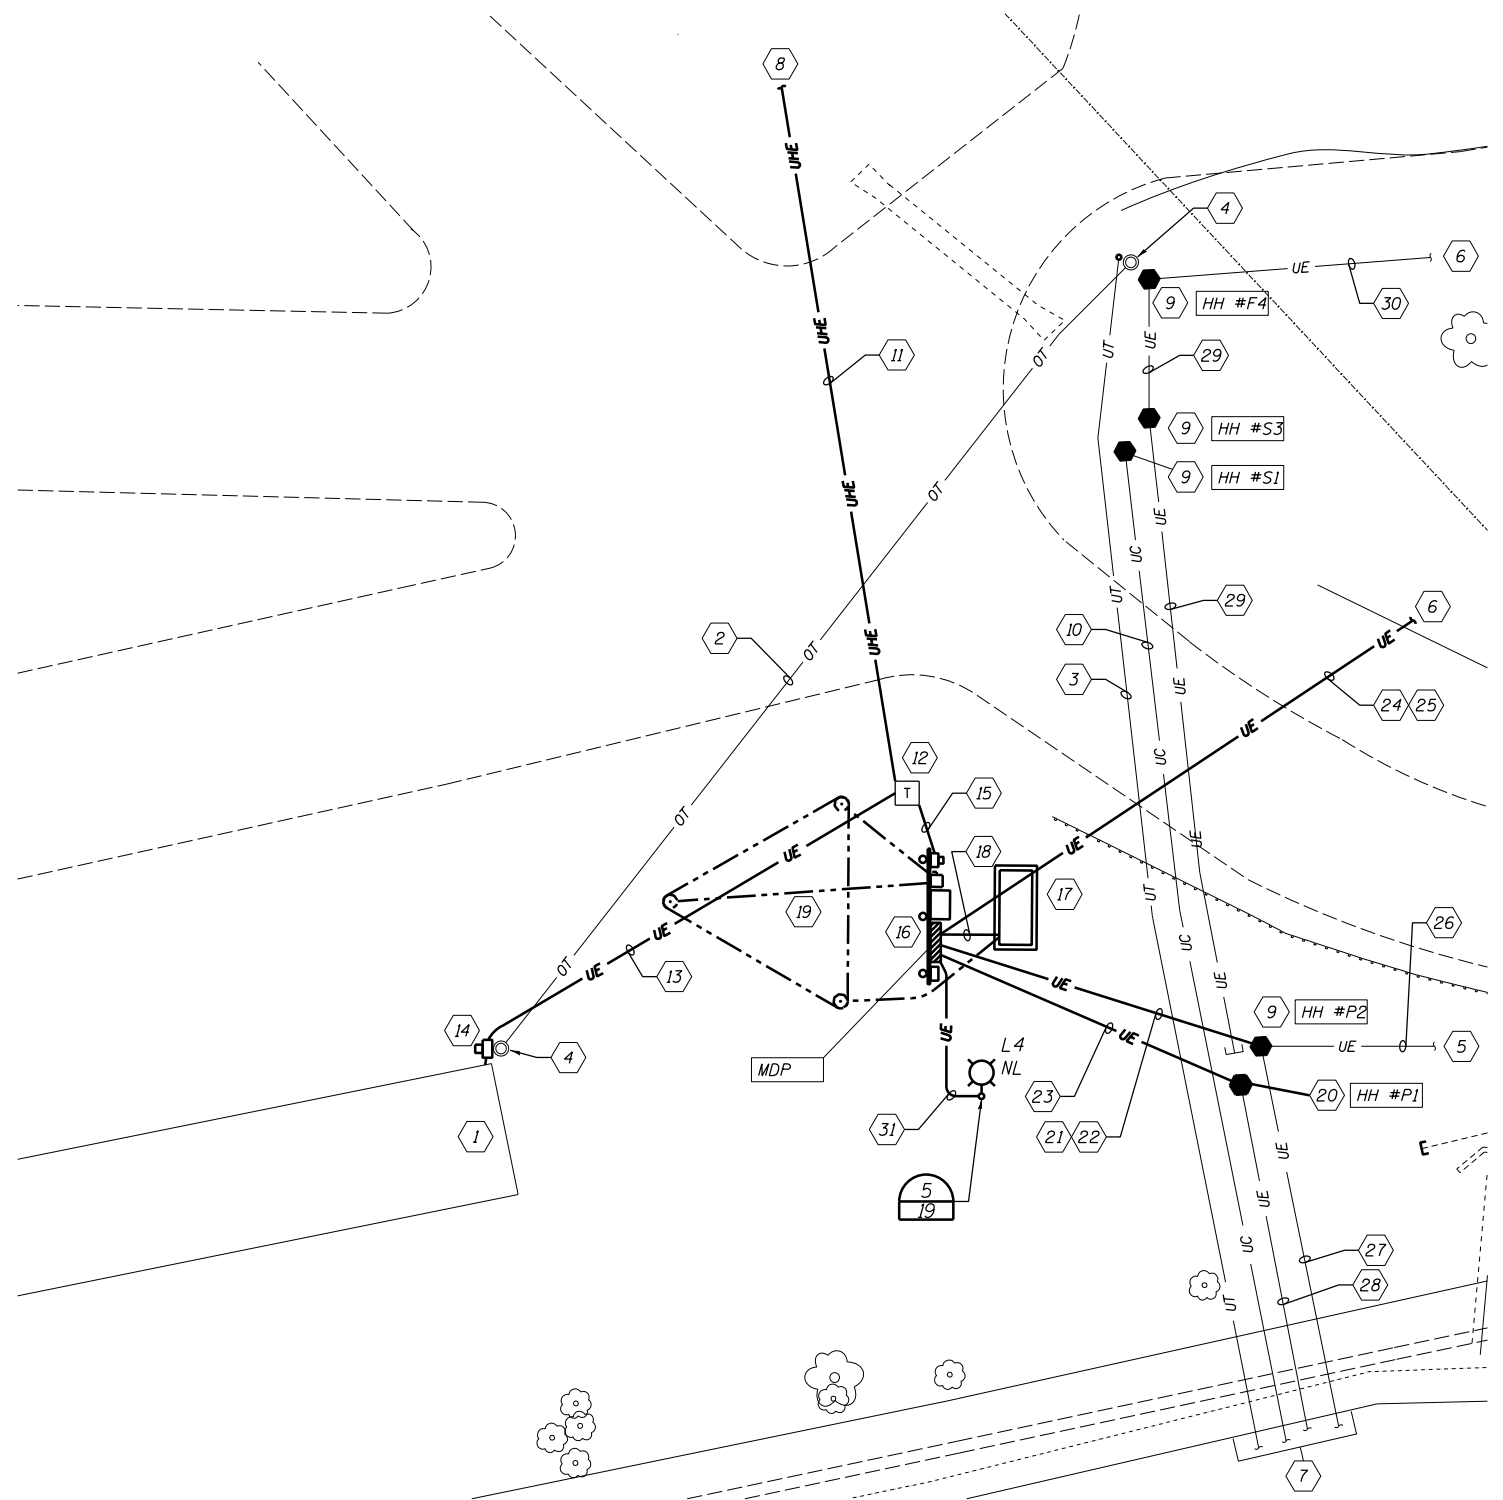 8
UHE
4
UE
6
9
HH #F4
30
UHE
UT
UE
OT
11
29
9
HH #S3
9
HH #S1
UHE
OT
UE
UC
UT
29
6
2
OT
UHE
10
UE
3
UE
24
25
UE
UC
12
T
15
OT
UE
18
UE
UE
UT
17
19
16
UE
UC
26
OT
UE
13
UE
UE
9
HH #P2
14
UE
UE
4
L4
NL
UE
5
MDP
23
20
HH #P1
1
31
21
22
UE
E
5
19
UE
UC
27
28
UT
7